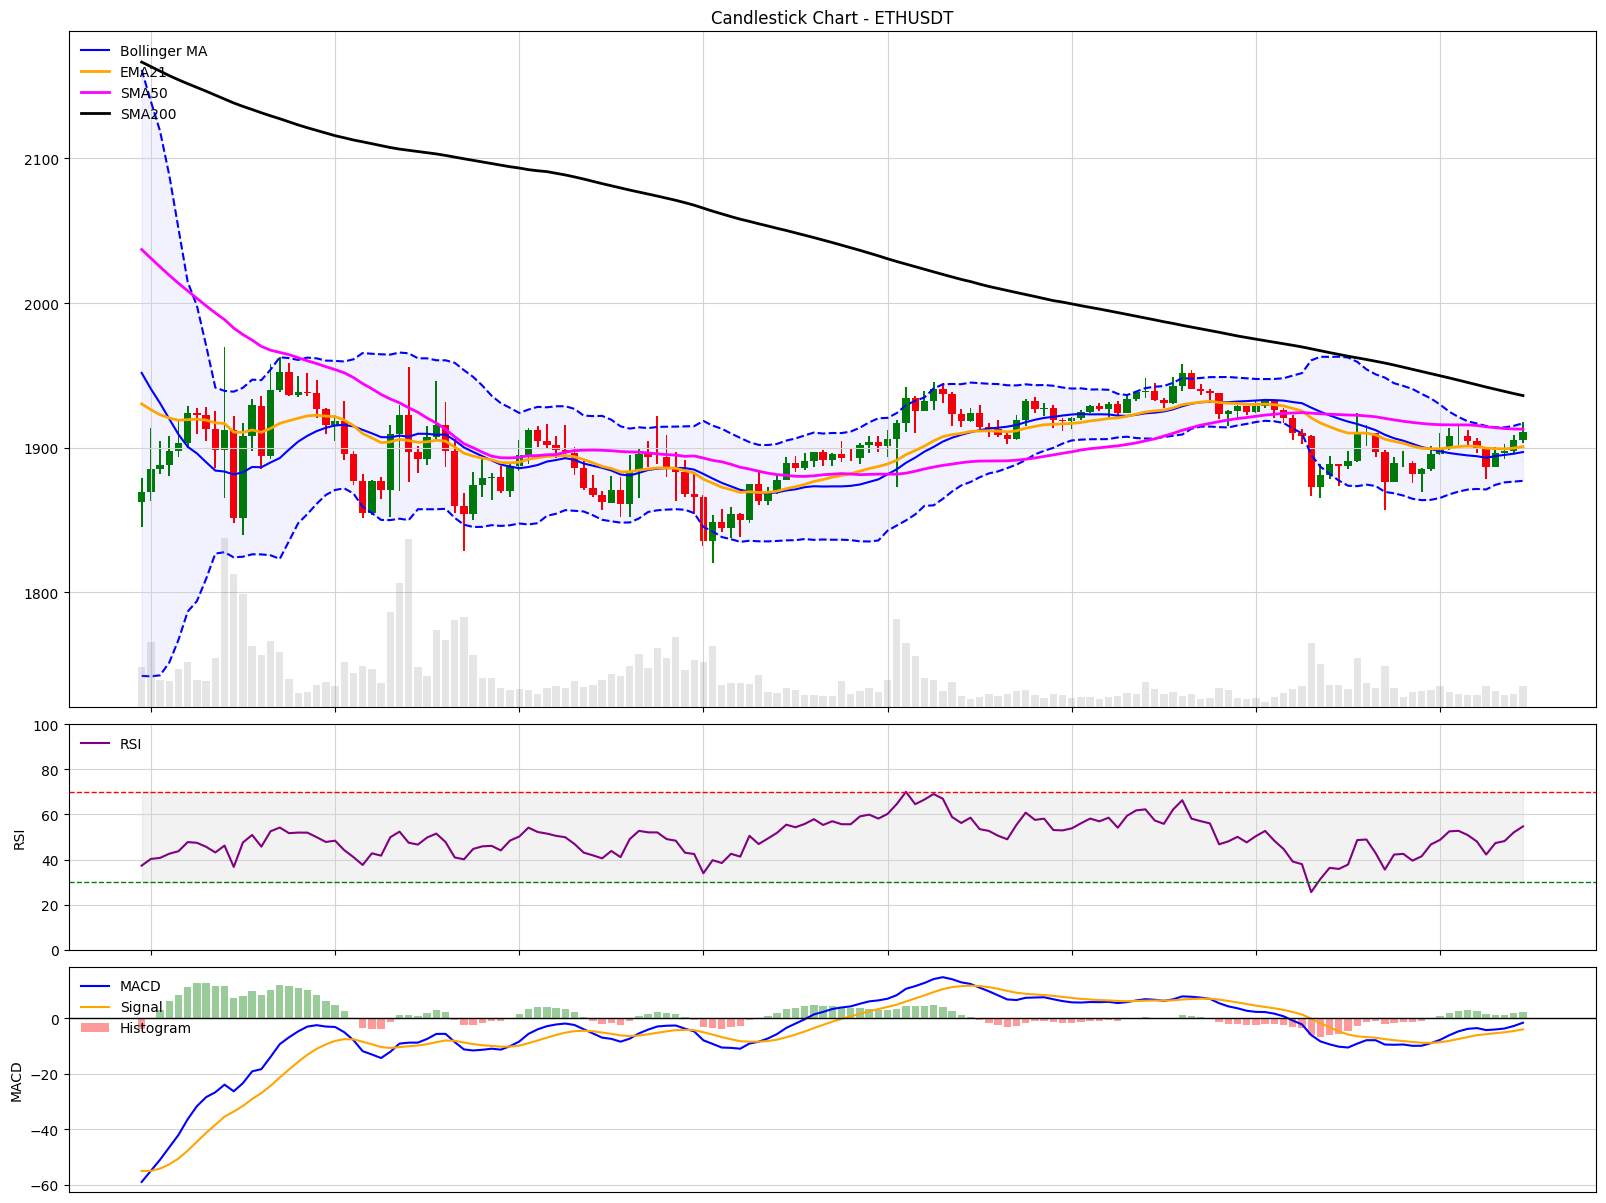 Candlestick Chart - ETHUSDT
Bollinger MA
EMA21
SMA50
SMA200
2100
2000
1900
1800
100
80
60
40
20
0
RSI
RSI
0
−20
−40
−60
MACD
MACD
Signal
Histogram